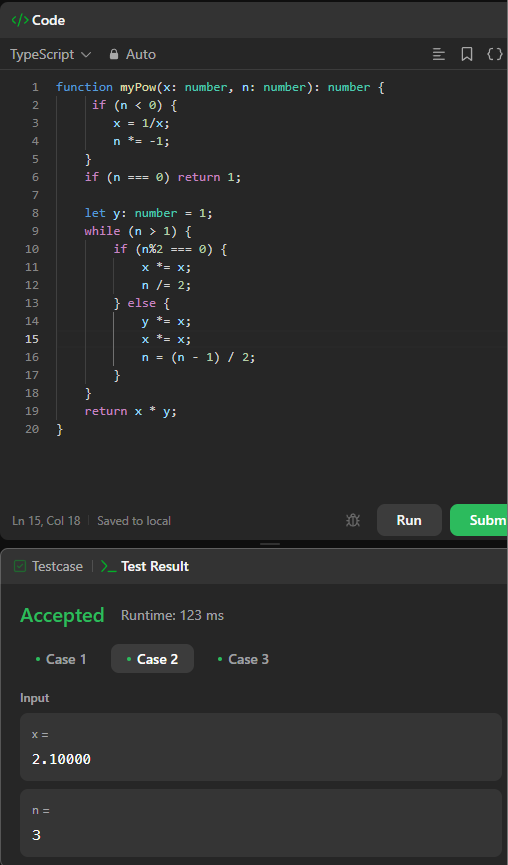 </> Code
TypeScript Auto
1 function myPow(x: number, n: number): number {
2 if (n < 0) {
3 x = 1/x;
4 n *= -1;
5 }
6 if (n === 0) return 1;
7
8 let y: number = 1;
9 while (n > 1) {
10 if (n%2 === 0) {
11 x *= x;
12 n /= 2;
13 } else {
14 y *= x;
15 x *= x;
16 n = (n - 1) / 2;
17 }
18 }
19 return x * y;
20 }
Ln 15, Col 18 Saved to local Run Subm
Testcase >_ Test Result
Accepted Runtime: 123 ms
• Case 1 • Case 2 • Case 3
Input
x =
2.10000
n =
3